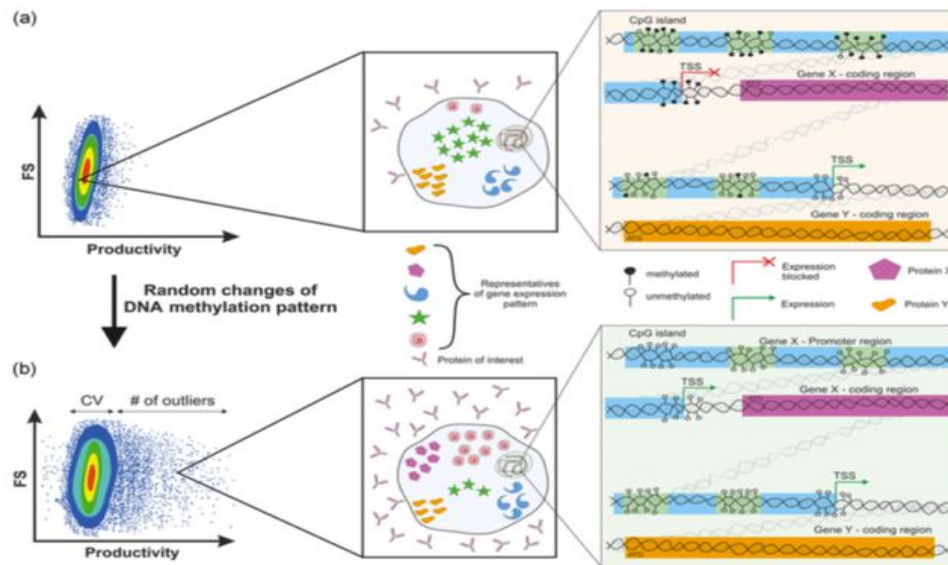 (a)
CpG island
TSS
Gene X - coding region
FS
Productivity
TSS
Gene Y - coding region
Random changes of
DNA methylation pattern
Representatives
of gene expression
pattern
Protein of interest
methylated
unmethylated
Expression
blocked
Expression
Protein X
Protein Y
(b)
CV
# of outliers
FS
Productivity
CpG island
Gene X - Promoter region
TSS
Gene X - coding region
TSS
Gene Y - coding region